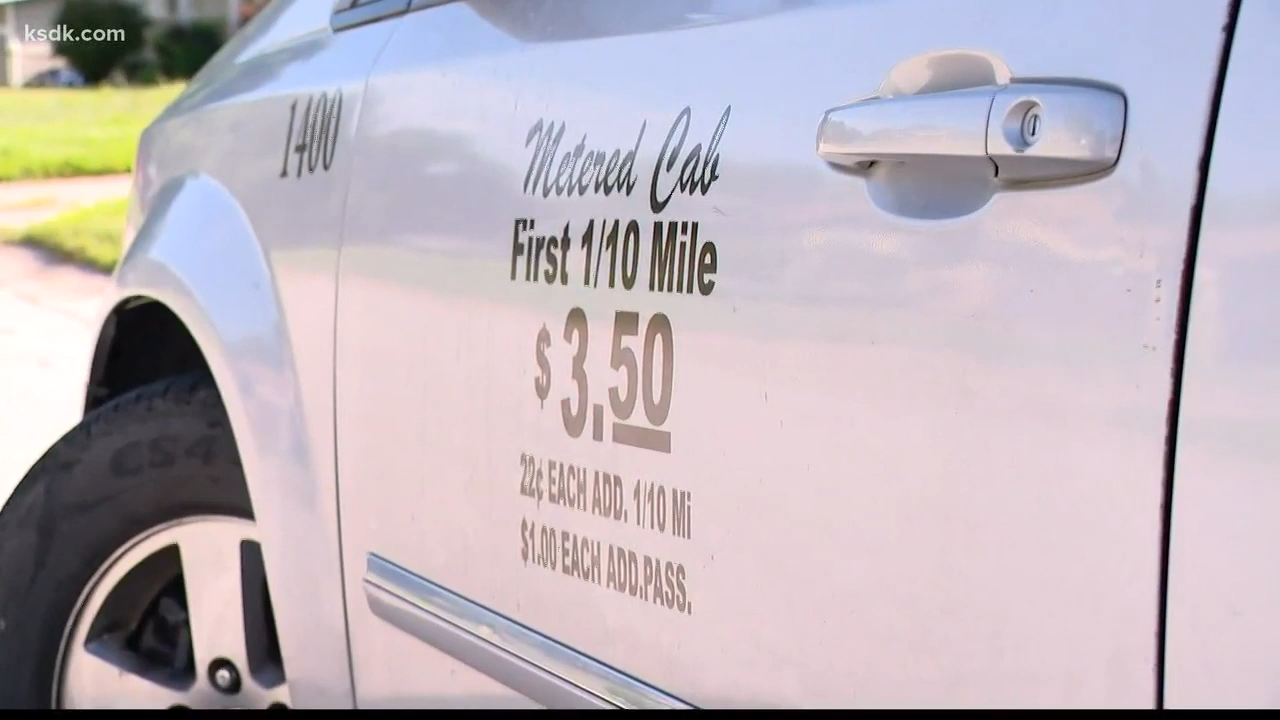 ksdk.com
1400
Metered Cab
First 1/10 Mile
$3.50
22¢ EACH ADD. 1/10 Mi
$1.00 EACH ADD.PASS.
CS4